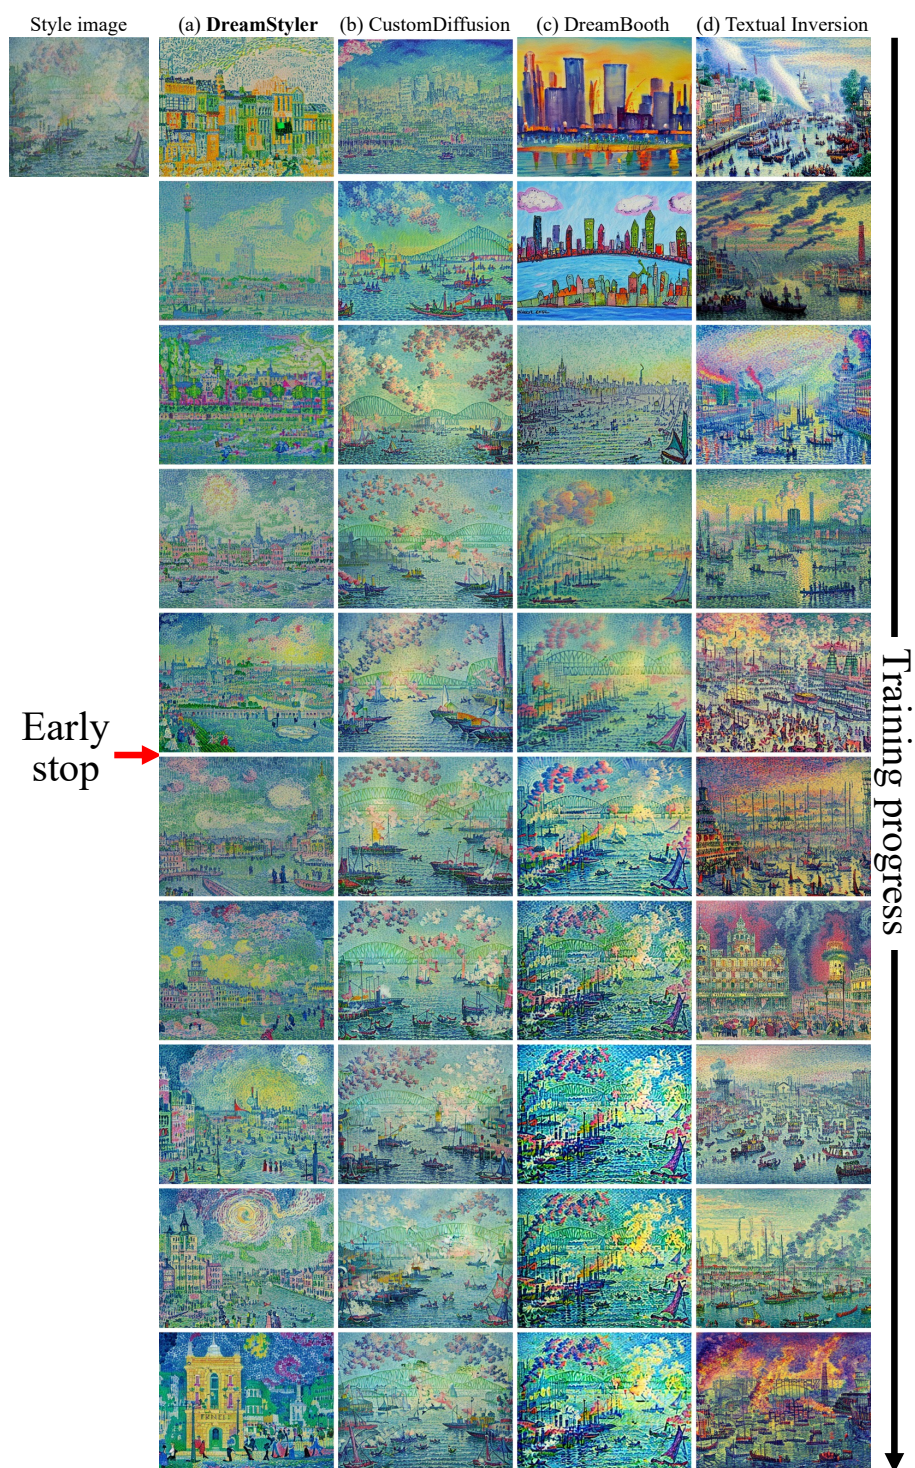 Style image
(a) DreamStyler
(b) CustomDiffusion
(c) DreamBooth
(d) Textual Inversion
Early
stop
Training progress